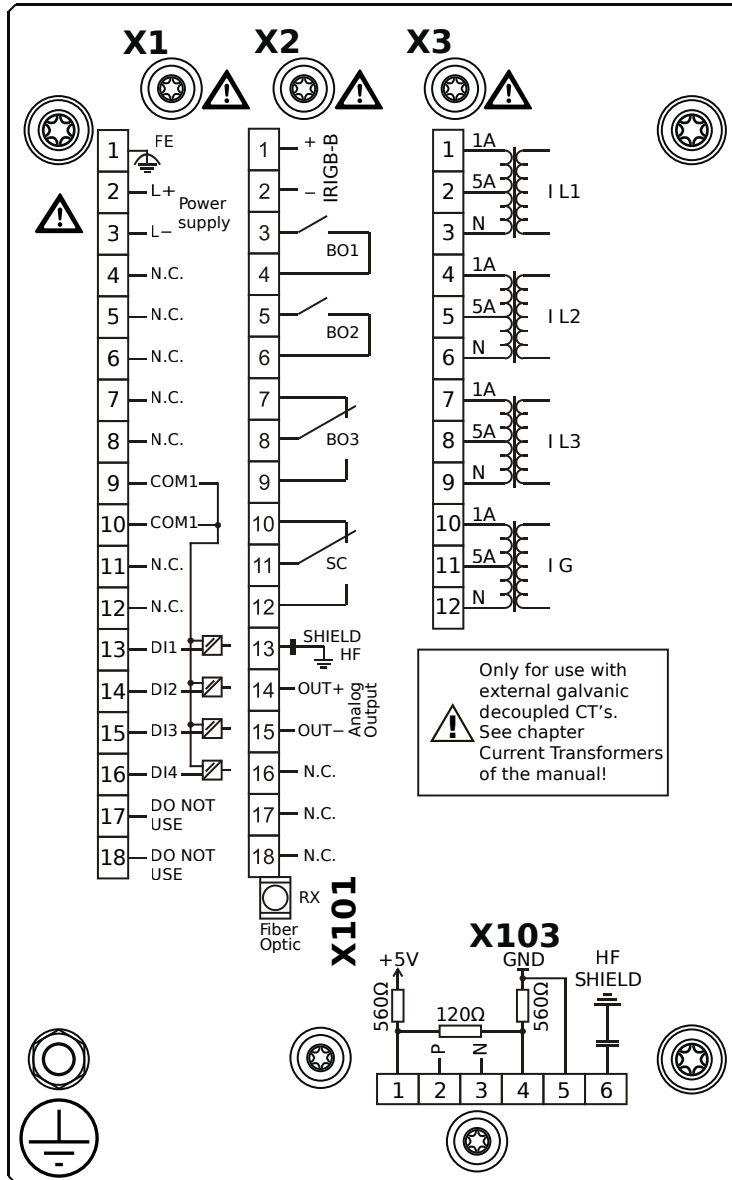 X1
X2
X3
1 FE
2 L+
Power
supply
3 L−
4 N.C.
5 N.C.
6 N.C.
7 N.C.
8 N.C.
9 COM1
10 COM1
11 N.C.
12 N.C.
13 DI1
14 DI2
15 DI3
16 DI4
17 DO NOT
USE
18 DO NOT
USE
1 +
IRIGB-B
2 −
3
BO1
4
5
BO2
6
7
8 BO3
9
10
11 SC
12
13 SHIELD
HF
14 OUT+
Analog
Output
15 OUT−
16 N.C.
17 N.C.
18 N.C.
RX
Fiber
Optic
X101
1 1A
2 5A I L1
3 N
4 1A
5 5A I L2
6 N
7 1A
8 5A I L3
9 N
10 1A
11 5A I G
12 N
Only for use with
external galvanic
decoupled CT's.
See chapter
Current Transformers
of the manual!
X103
+5V GND HF
SHIELD
560Ω 120Ω 560Ω
P N
1 2 3 4 5 6